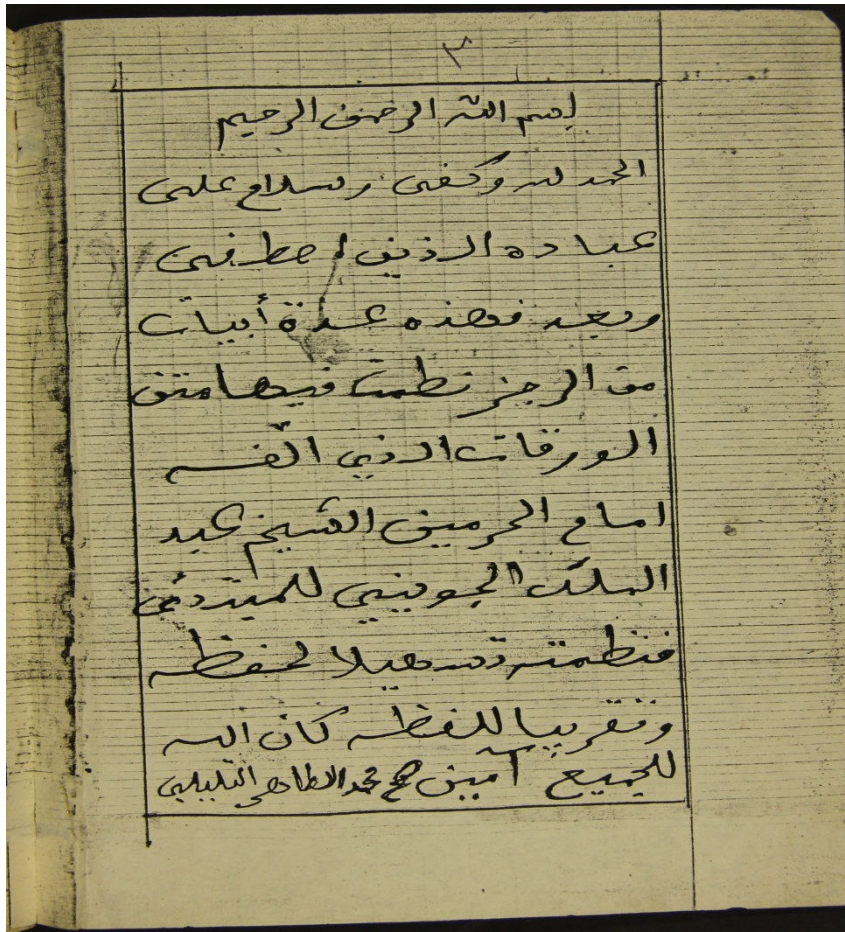 ٣
بسم الله الرحمن الرحيم
الحمد لله وكفى وسلام على
عباده الذين اصطفى
وبعد فهذه عدة أبيات
من الرجز نظمت فيها متن
الورقات الذي ألفه
امام الحرمين الشيخ عبد
الملك الجويني للمبتدئ
فنظمته تسهيلا لحفظه
وتقريبا للفظه كان الله
للجميع آمين محمد الطاهر التليلي